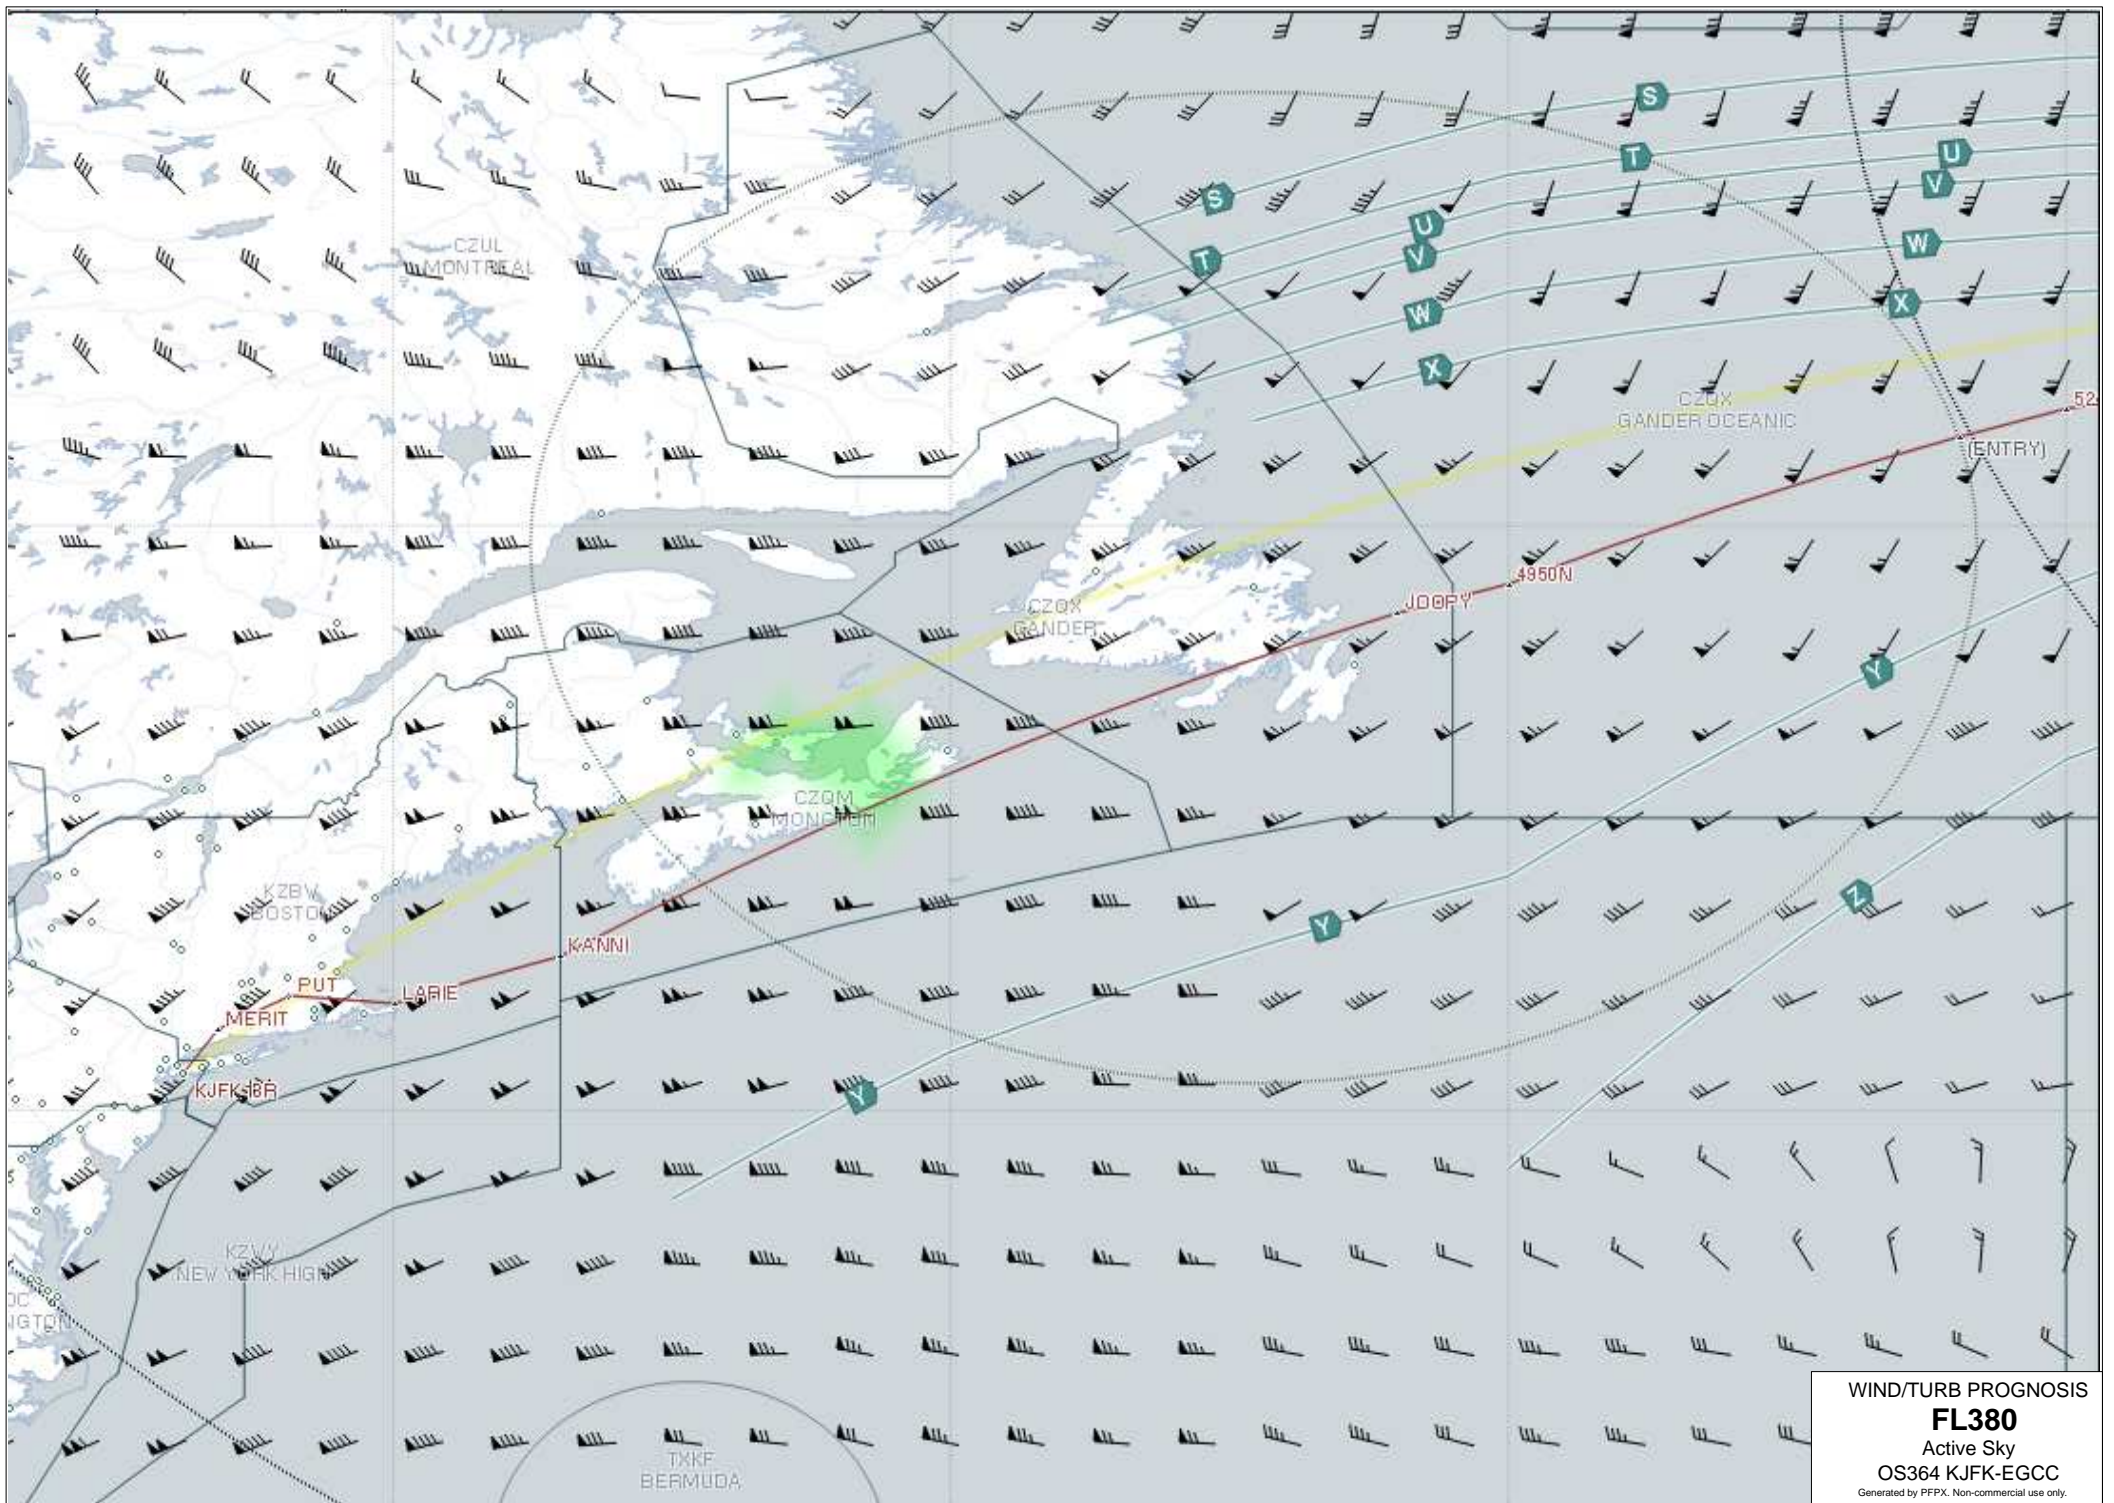 S
T
U
V
S
CZUL
MONTREAL
U
W
T
V
X
W
X
CZQX
GANDER OCEANIC
52
(ENTRY)
4950N
JOOPY
CZQX
GANDER
Y
CZQM
MONCTON
KZBW
BOSTON
Z
Y
KANNI
PUT
LARIE
MERIT
KJFK
Y
KZWY
NEW YORK HIGH
TXKF
BERMUDA
WIND/TURB PROGNOSIS
FL380
Active Sky
OS364 KJFK-EGCC
Generated by PFPX. Non-commercial use only.